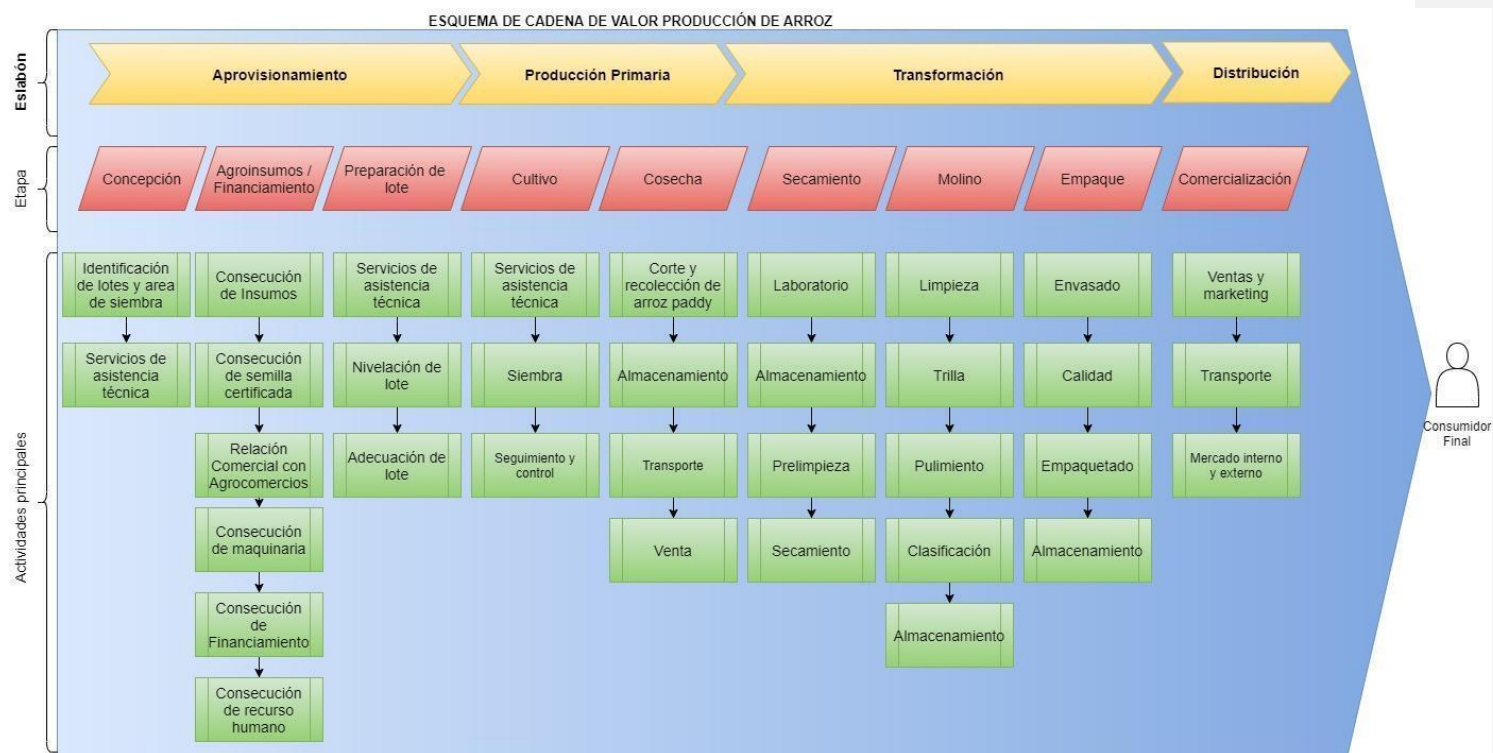 ESQUEMA DE CADENA DE VALOR PRODUCCIÓN DE ARROZ
Eslabón
Aprovisionamiento
Producción Primaria
Transformación
Distribución
Etapa
Concepción
Agroinsumos /
Financiamiento
Preparación de
lote
Cultivo
Cosecha
Secamiento
Molino
Empaque
Comercialización
Actividades principales
Identificación
de lotes y area
de siembra
Servicios de
asistencia
técnica
Consecución
de Insumos
Consecución
de semilla
certificada
Relación
Comercial con
Agrocomercios
Consecución
de maquinaria
Consecución
de
Financiamiento
Consecución
de recurso
humano
Servicios de
asistencia
técnica
Nivelación de
lote
Adecuación de
lote
Servicios de
asistencia
técnica
Siembra
Seguimiento y
control
Corte y
recolección de
arroz paddy
Almacenamiento
Transporte
Venta
Laboratorio
Almacenamiento
Prelimpieza
Secamiento
Limpieza
Trilla
Pulimiento
Clasificación
Almacenamiento
Envasado
Calidad
Empaquetado
Almacenamiento
Ventas y
marketing
Transporte
Mercado interno
y externo
Consumidor
Final